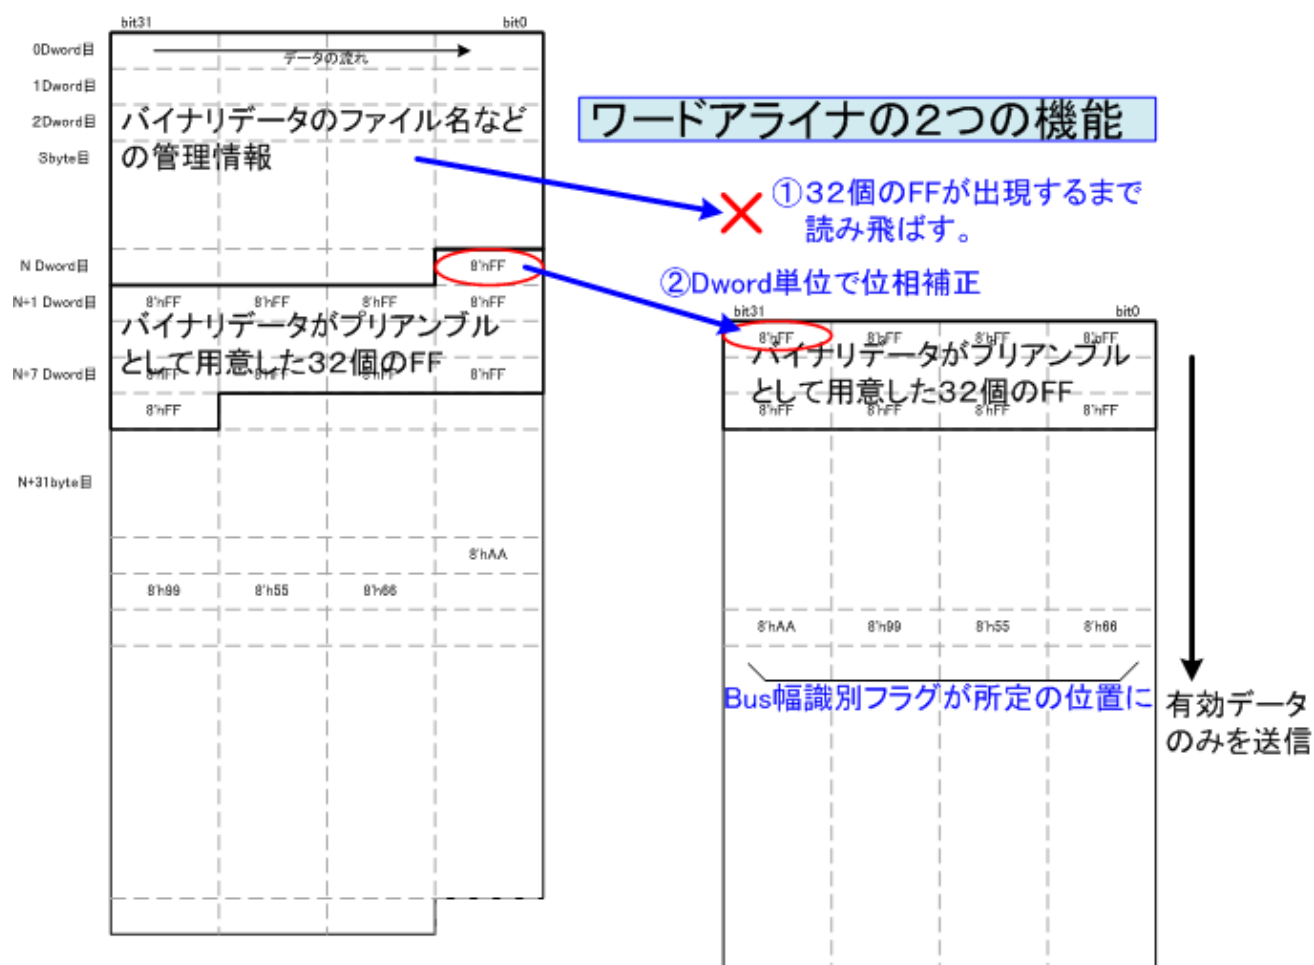 bit31 bit0
0Dword目
データの流れ
1Dword目
2Dword目
バイナリデータのファイル名など
の管理情報
3byte目
ワードアライナの2つの機能
①32個のFFが出現するまで
読み飛ばす。
N Dword目
8'hFF
②Dword単位で位相補正
N+1 Dword目
8'hFF 8'hFF 8'hFF 8'hFF
バイナリデータがプリアンブル
として用意した32個のFF
N+7 Dword目
8'hFF 8'hFF 8'hFF 8'hFF
8'hFF
N+31byte目
8'hAA
8'h99 8'h55 8'h66
bit31 bit0
8'hFF 8'hFF 8'hFF 8'hFF
バイナリデータがプリアンブル
として用意した32個のFF
8'hFF 8'hFF 8'hFF 8'hFF
8'hAA 8'h99 8'h55 8'h66
Bus幅識別フラグが所定の位置に
有効データ
のみを送信